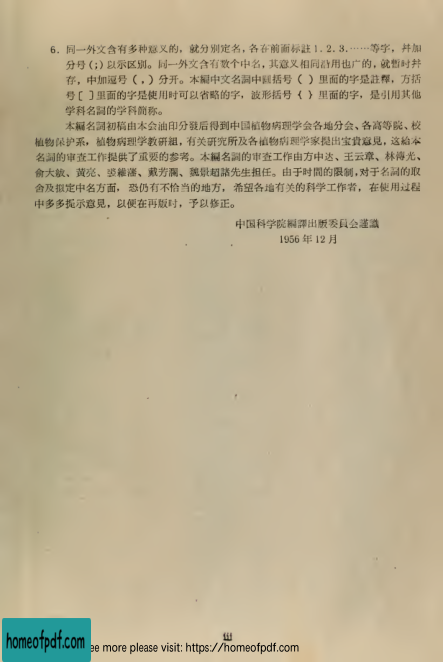 6. 同一外文含有多种意义的，就分別定名，各在前面标註 1. 2. 3. ……等字，幷加
分号(;)以示区别。同一外文含有数个中名，其意义相同沿用也广的，就暫时幷
存，中加逗号(，)分开。本編中文名詞中圓括号( )里面的字是註釋，方括
号〔 〕里面的字是使用时可以省略的字，波形括号{ }里面的字，是引用其他
学科名詞的学科簡称。
本編名詞初稿由本会油印分發后得到中国植物病理学会各地分会、各高等院、校
植物保护系，植物病理学教研組，有关研究所及各植物病理学家提出宝貴意見，这給本
名詞的审查工作提供了重要的参考。本編名詞的审查工作由方中达、王云章、林傳光、
俞大紱、黃亮、裘維蕃、戴芳瀾、魏景超諸先生担任。由于时間的限制，对于名詞的取
舍及拟定中名方面，恐仍有不恰当的地方，希望各地有关的科学工作者，在使用过程
中多多提示意見，以便在再版时，予以修正。
中国科学院編譯出版委員会謹識
1956 年 12 月
iii
homeofpdf.com
ee more please visit: https://homeofpdf.com